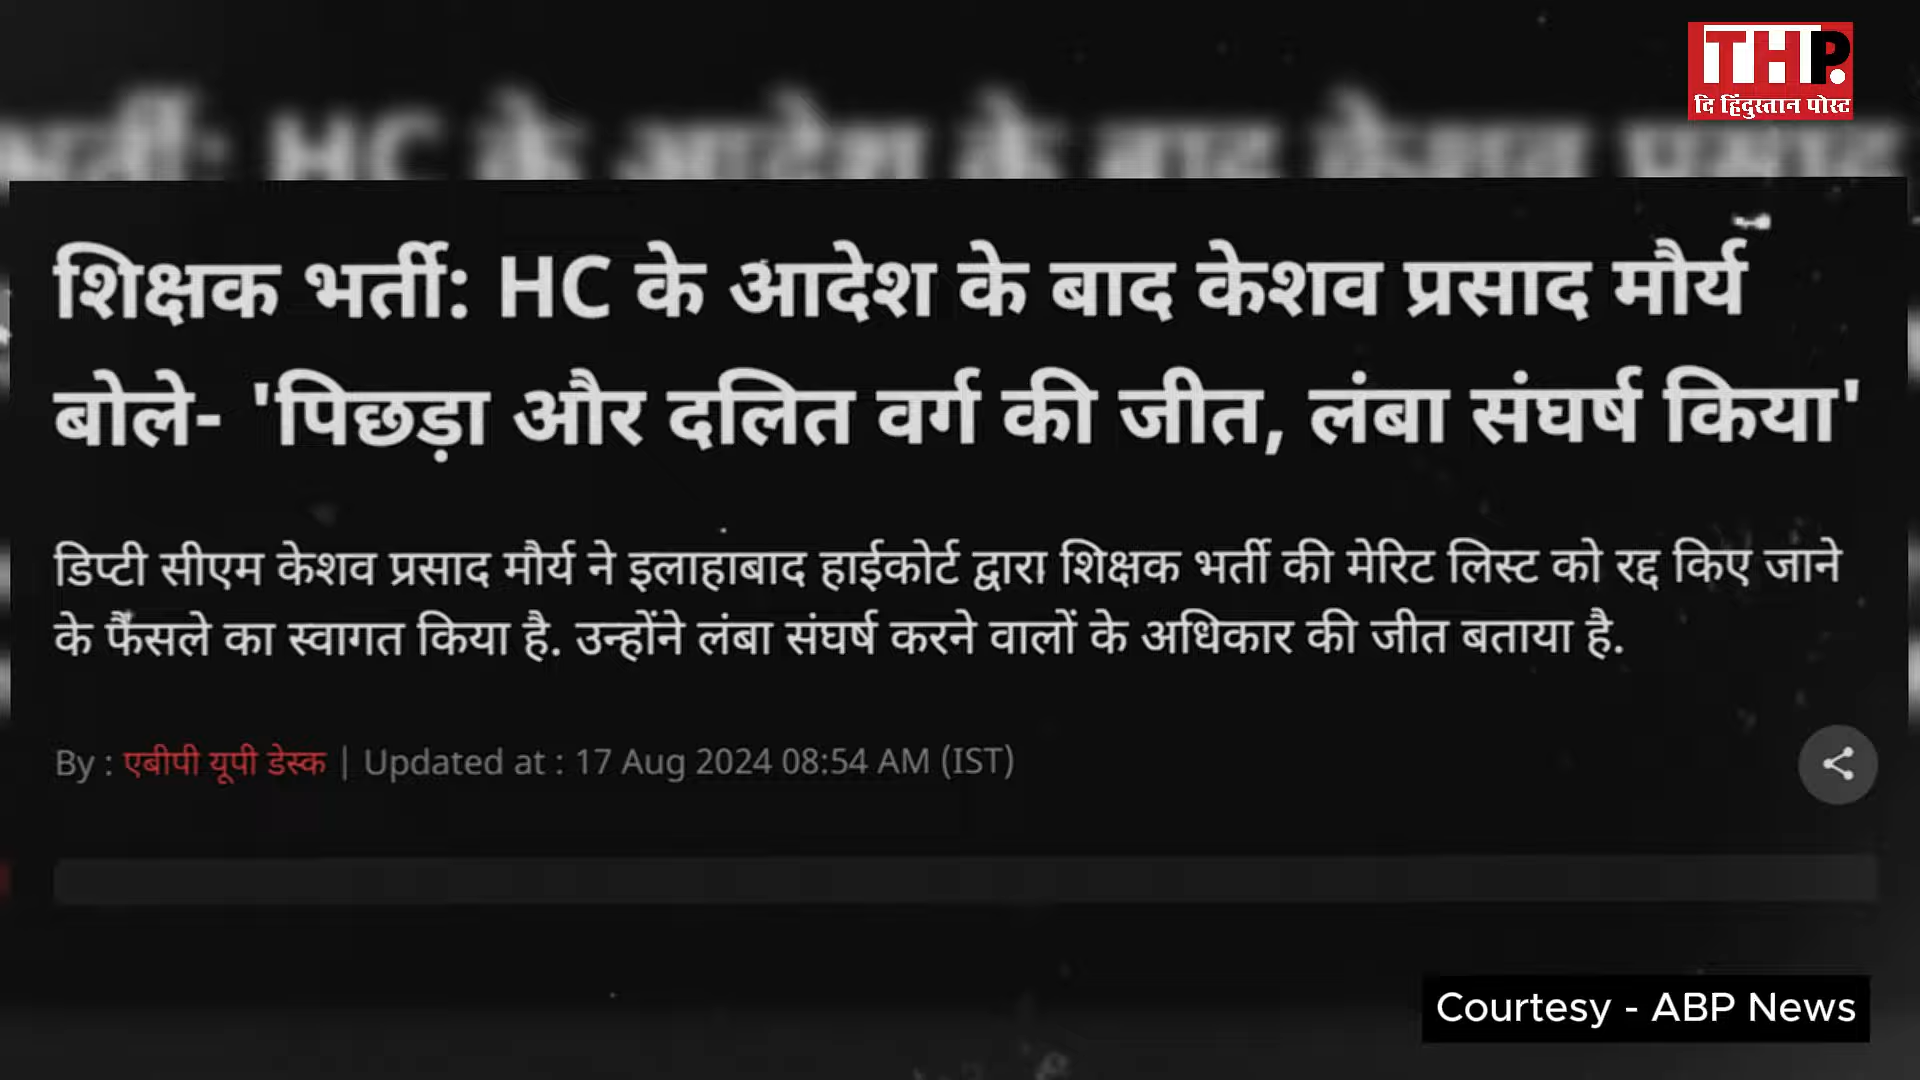 THP.
दि हिंदुस्तान पोस्ट
शिक्षक भर्ती: HC के आदेश के बाद केशव प्रसाद मौर्य
बोले- 'पिछड़ा और दलित वर्ग की जीत, लंबा संघर्ष किया'
डिप्टी सीएम केशव प्रसाद मौर्य ने इलाहाबाद हाईकोर्ट द्वारा शिक्षक भर्ती की मेरिट लिस्ट को रद्द किए जाने
के फैसले का स्वागत किया है. उन्होंने लंबा संघर्ष करने वालों के अधिकार की जीत बताया है.
By : एबीपी यूपी डेस्क | Updated at : 17 Aug 2024 08:54 AM (IST)
Courtesy - ABP News